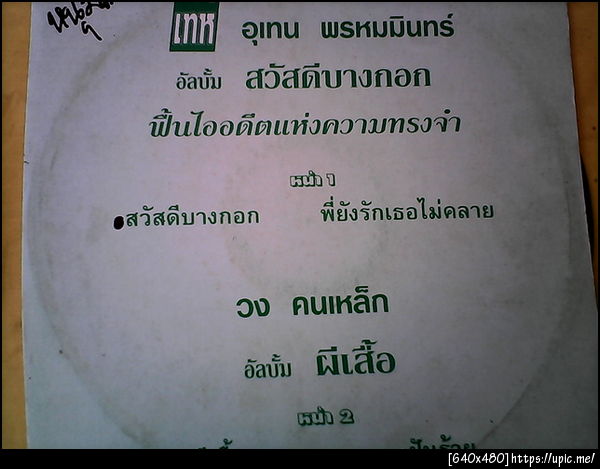 เทห อุเทน พรหมมินทร์
อัลบั้ม สวัสดีบางกอก
ฟื้นไออดีตแห่งความทรงจำ
หน้า 1
สวัสดีบางกอก พี่ยังรักเธอไม่คลาย
วง คนเหล็ก
อัลบั้ม ผีเสื้อ
หน้า 2
[640x480]https://upic.me/